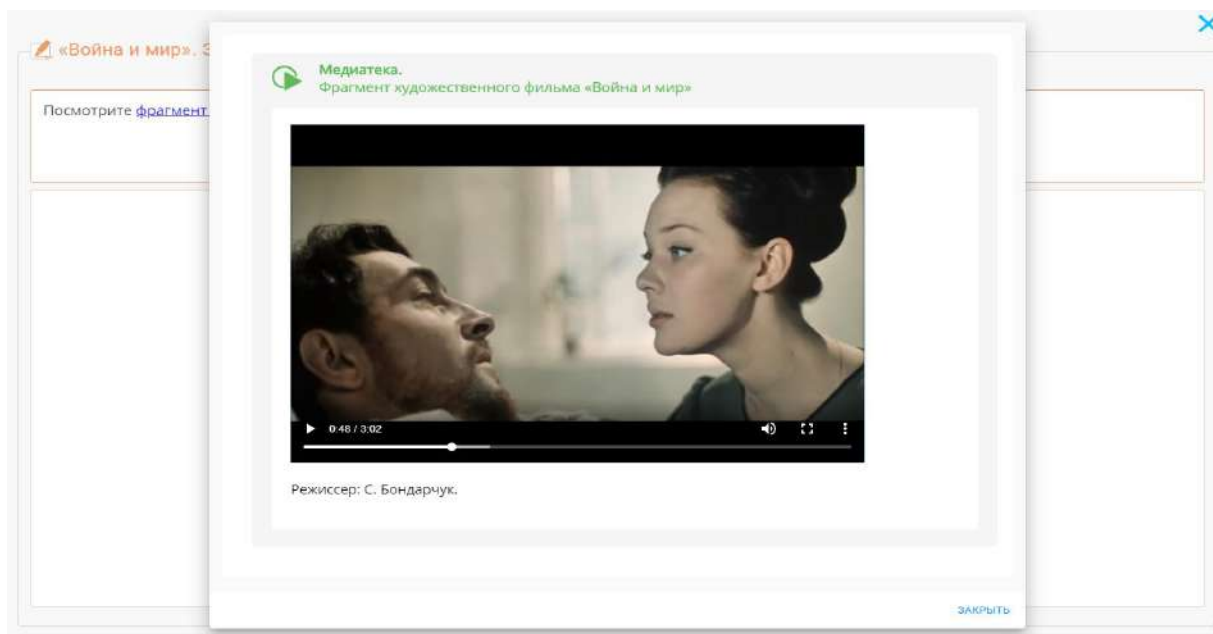 «Война и мир».
Посмотрите фрагмент
Медиатека.
Фрагмент художественного фильма «Война и мир»
0:48 / 3:02
Режиссер: С. Бондарчук.
ЗАКРЫТЬ